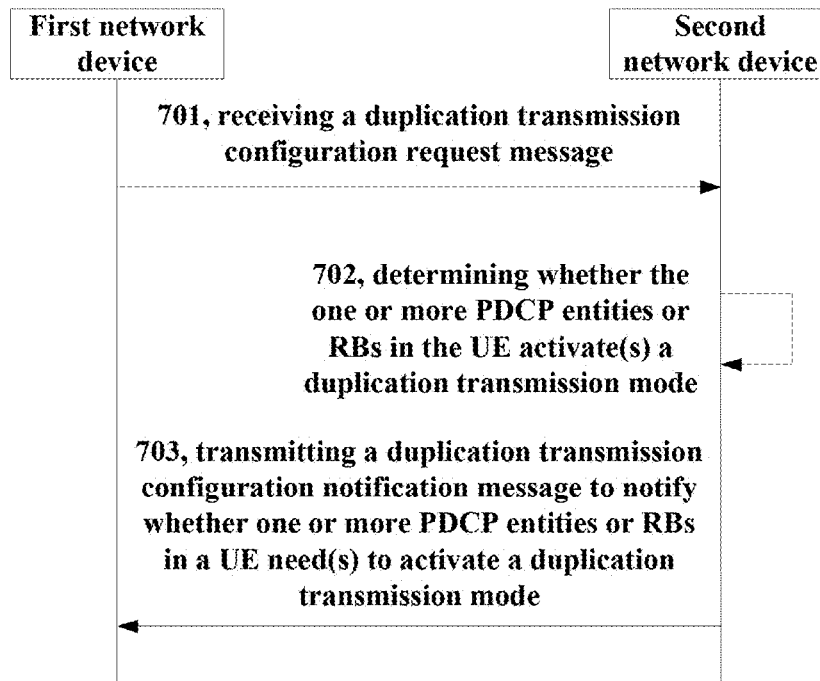 First network
device
Second
network device
701, receiving a duplication transmission
configuration request message
702, determining whether the
one or more PDCP entities or
RBs in the UE activate(s) a
duplication transmission mode
703, transmitting a duplication transmission
configuration notification message to notify
whether one or more PDCP entities or RBs
in a UE need(s) to activate a duplication
transmission mode